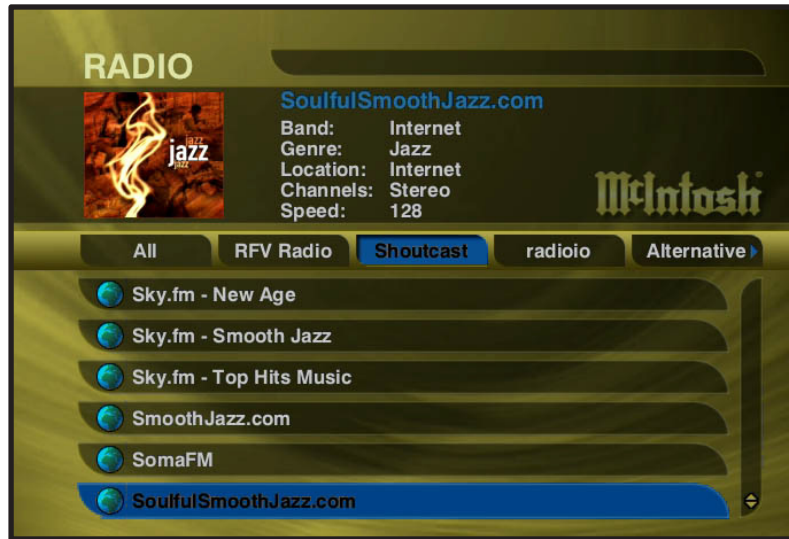 RADIO
SoulfulSmoothJazz.com
Band: Internet
Genre: Jazz
Location: Internet
Channels: Stereo
Speed: 128
jazz
jazz
jazz
McIntosh
All RFV Radio Shoutcast radioio Alternative
Sky.fm - New Age
Sky.fm - Smooth Jazz
Sky.fm - Top Hits Music
SmoothJazz.com
SomaFM
SoulfulSmoothJazz.com